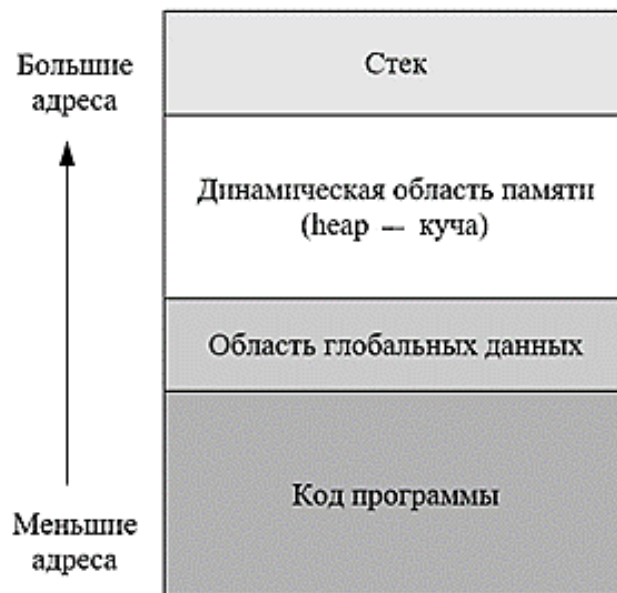 Большие
адреса
Стек
Динамическая область памяти
(heap — куча)
Область глобальных данных
Код программы
Меньшие
адреса